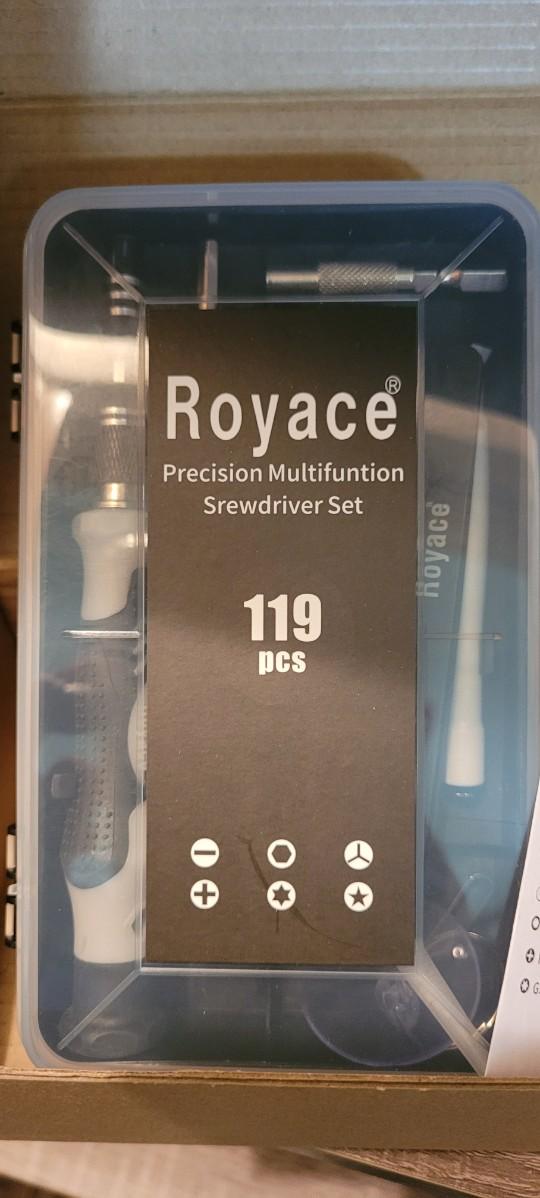 Royace®
Precision Multifuntion
Srewdriver Set
119
pcs
Royace